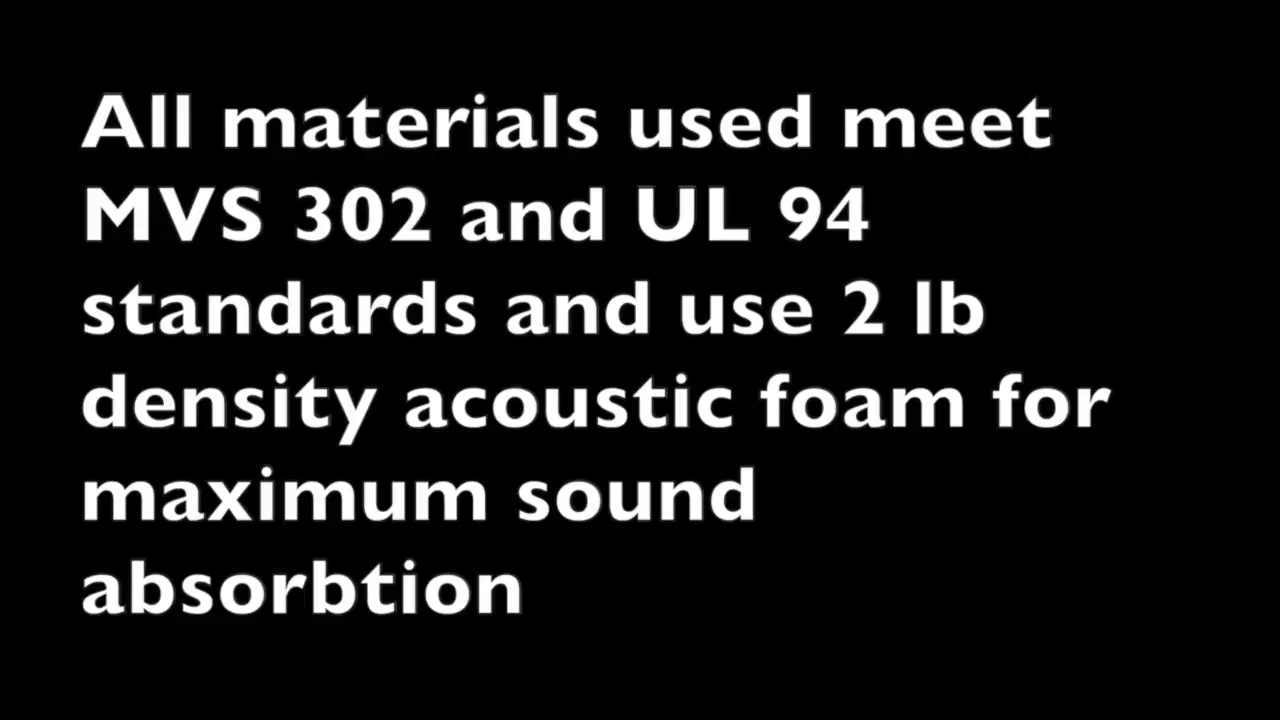 All materials used meet
MVS 302 and UL 94
standards and use 2 lb
density acoustic foam for
maximum sound
absorbtion